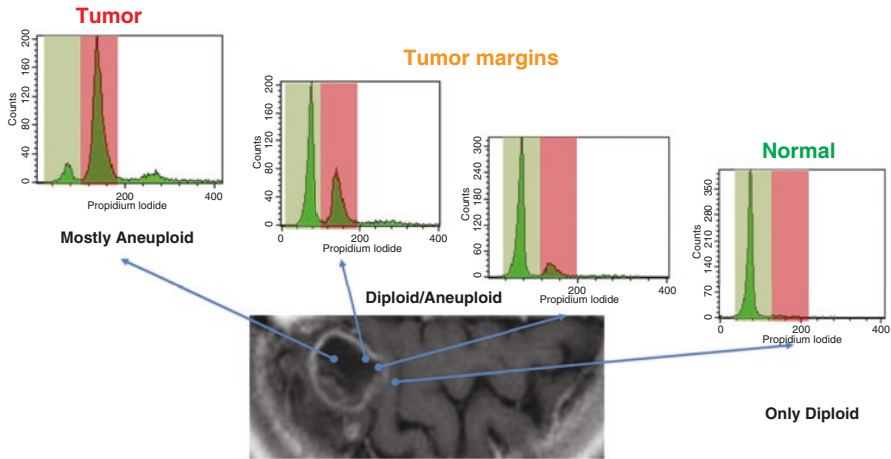 Tumor
Tumor margins
Normal
200
160
120
80
40
0
Counts
200
400
Propidium Iodide
Mostly Aneuploid
200
160
120
80
40
0
Counts
0
200
400
Propidium Iodide
Diploid/Aneuploid
300
240
180
120
60
0
Counts
200
400
Propidium Iodide
350
280
210
140
70
0
Counts
0
200
400
Propidium Iodide
Only Diploid